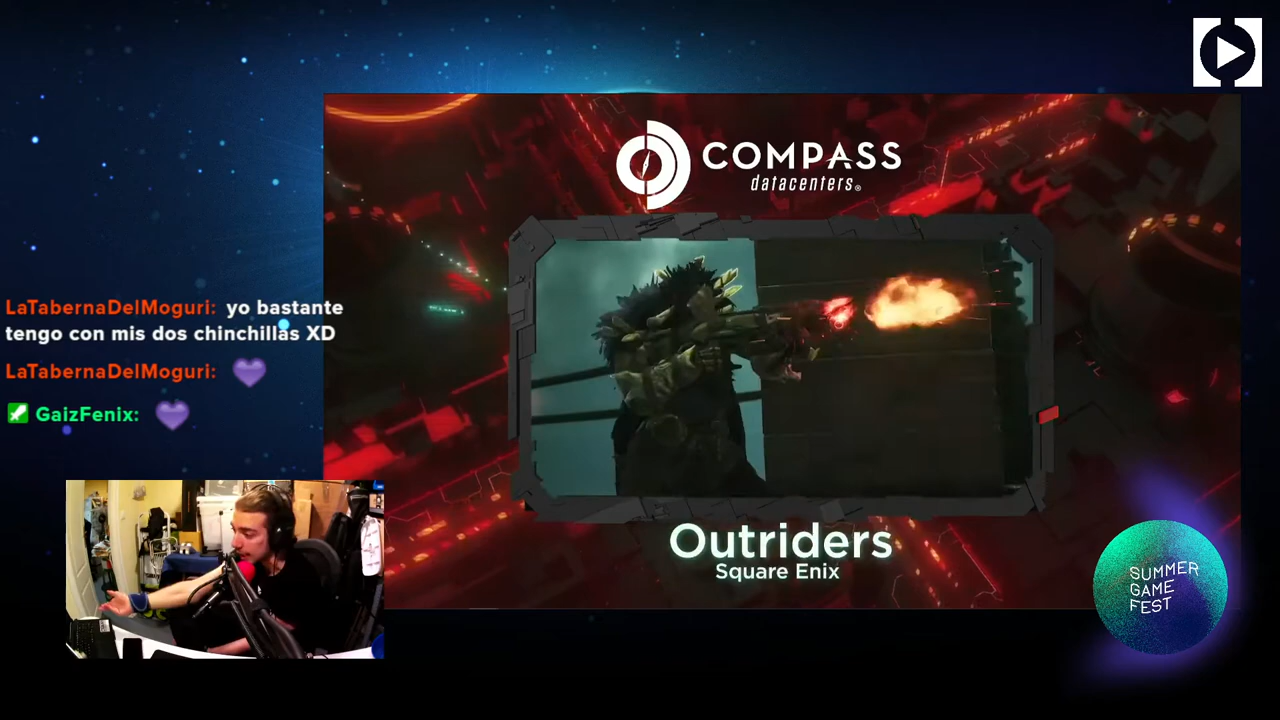 COMPASS
datacenters®
LaTabernaDelMoguri: yo bastante
tengo con mis dos chinchillas XD
LaTabernaDelMoguri:
GaizFenix:
Outriders
Square Enix
SUMMER
GAME
FEST